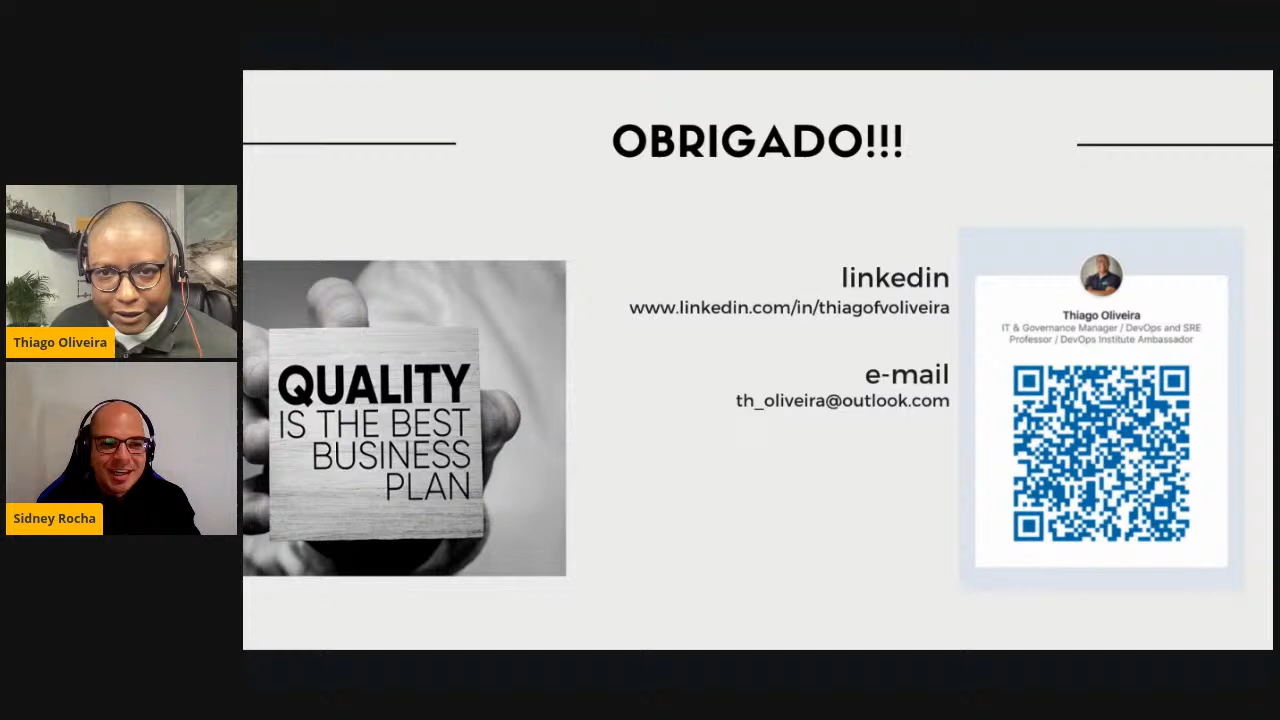 OBRIGADO!!!
Thiago Oliveira
Sidney Rocha
QUALITY
IS THE BEST
BUSINESS
PLAN
linkedin
www.linkedin.com/in/thiagofvoliveira
e-mail
th_oliveira@outlook.com
Thiago Oliveira
IT & Governance Manager / DevOps and SRE
Professor / DevOps Institute Ambassador